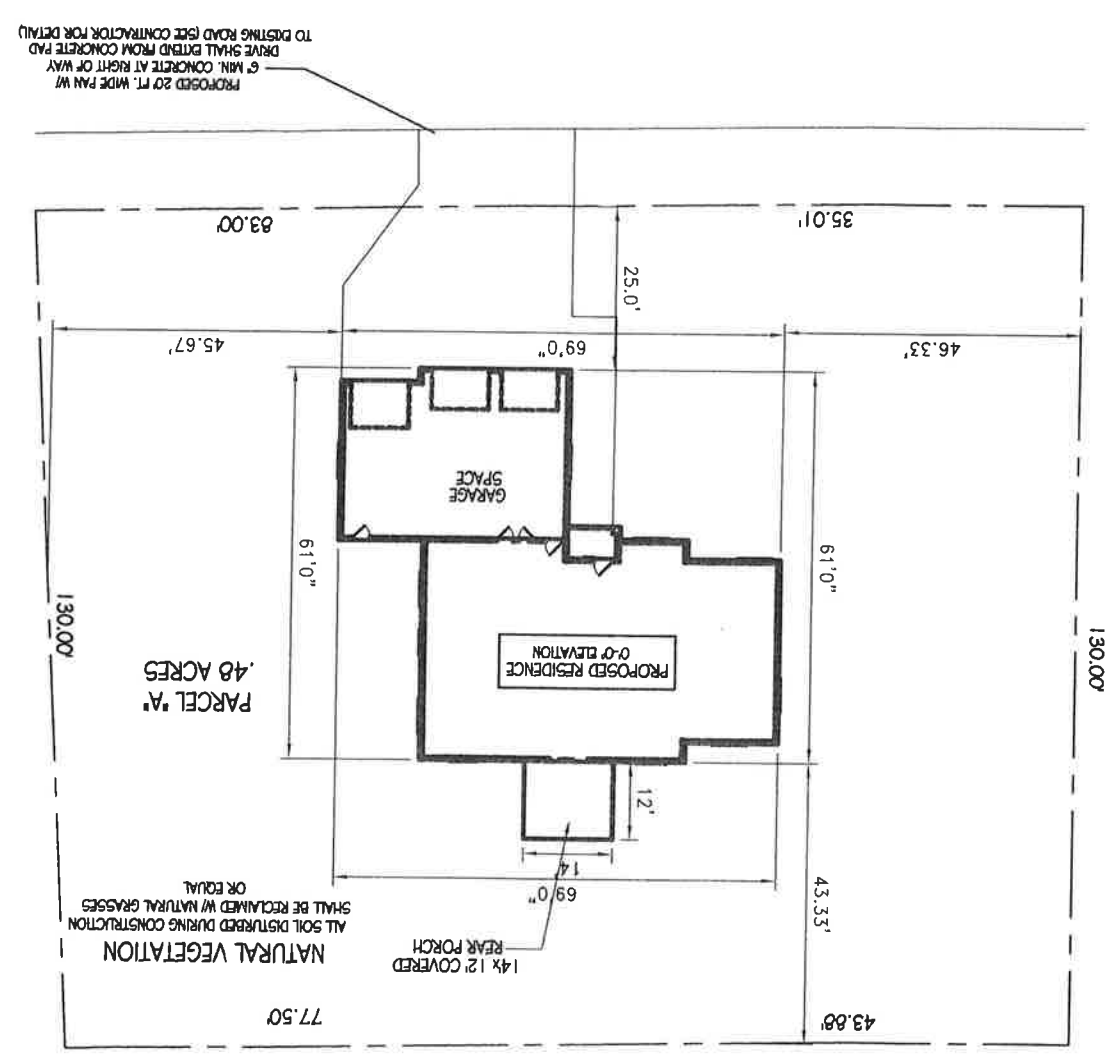 43.88'
77.50'
14x 12' COVERED
REAR PORCH
NATURAL VEGETATION
ALL SOIL DISTURBED DURING CONSTRUCTION
SHALL BE RECLAIMED W/ NATURAL GRASSES
OR EQUAL
43.33'
69'0"
14
12'
PARCEL "A"
.48 ACRES
130.00'
PROPOSED RESIDENCE
0'-0" ELEVATION
130.00'
61'0"
61'0"
GARAGE
SPACE
46.33'
69'0"
45.67'
25.0'
35.01'
83.00'
PROPOSED 20' FT. WIDE PAN W/
6" MIN. CONCRETE AT RIGHT OF WAY
DRIVE SHALL EXTEND FROM CONCRETE PAD
TO EXISTING ROAD (SEE CONTRACTOR FOR DETAIL)